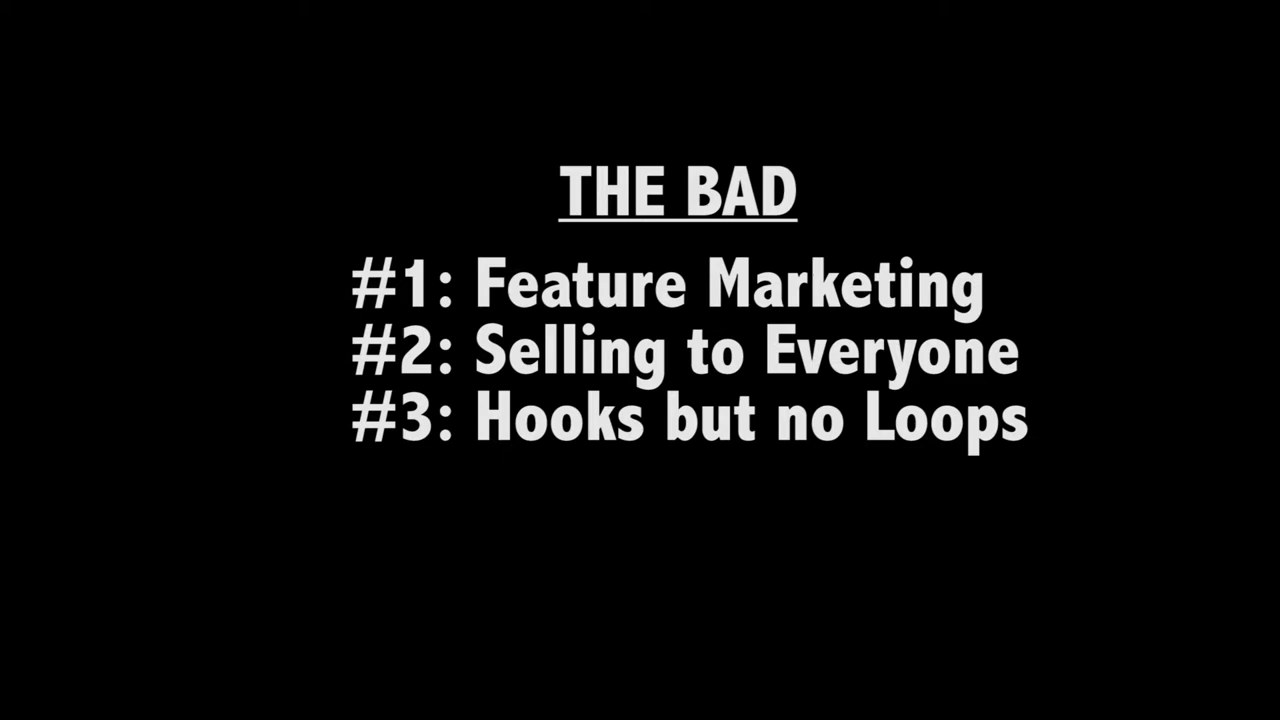 THE BAD
#1: Feature Marketing
#2: Selling to Everyone
#3: Hooks but no Loops